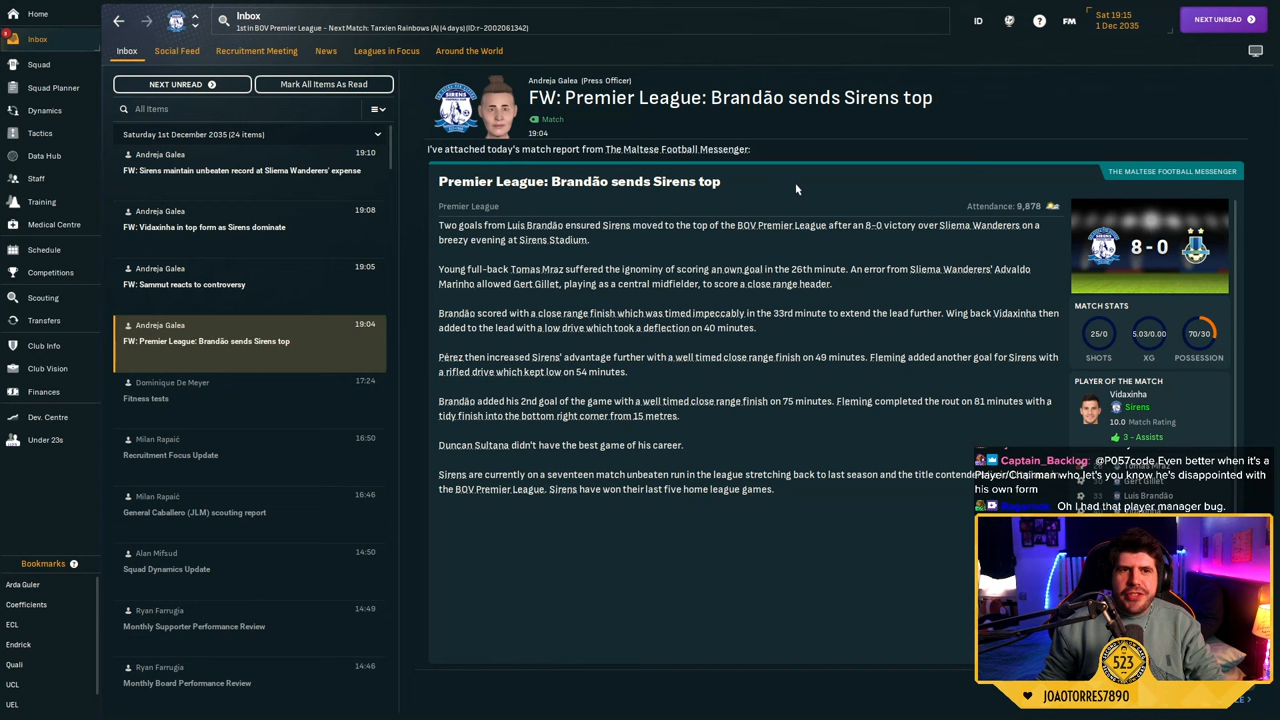 Home
Inbox
3
Inbox
1st in BOV Premier League - Next Match: Tarxien Rainbows (A) (4 days) (ID:r-2002061342)
ID
?
FM
Sat 19:15
1 Dec 2035
NEXT UNREAD
Inbox
Social Feed
Recruitment Meeting
News
Leagues in Focus
Around the World
Squad
Squad Planner
Dynamics
Tactics
Data Hub
Staff
Training
Medical Centre
Schedule
Competitions
Scouting
Transfers
Club Info
Club Vision
Finances
Dev. Centre
Under 23s
Bookmarks ?
Arda Guler
Coefficients
ECL
Endrick
Quali
UCL
UEL
NEXT UNREAD
Mark All Items As Read
All Items
Saturday 1st December 2035 (24 items)
Andreja Galea 19:10
FW: Sirens maintain unbeaten record at Sliema Wanderers' expense
Andreja Galea 19:08
FW: Vidaxinha in top form as Sirens dominate
Andreja Galea 19:05
FW: Sammut reacts to controversy
Andreja Galea 19:04
FW: Premier League: Brandão sends Sirens top
Dominique De Meyer 17:24
Fitness tests
Milan Rapaić 16:50
Recruitment Focus Update
Milan Rapaić 16:46
General Caballero (JLM) scouting report
Alan Mifsud 14:50
Squad Dynamics Update
Ryan Farrugia 14:49
Monthly Supporter Performance Review
Ryan Farrugia 14:46
Monthly Board Performance Review
SIRENS
Andreja Galea (Press Officer)
FW: Premier League: Brandão sends Sirens top
Match
19:04
I've attached today's match report from The Maltese Football Messenger:
THE MALTESE FOOTBALL MESSENGER
Premier League: Brandão sends Sirens top
Premier League
Attendance: 9,878
Two goals from Luis Brandão ensured Sirens moved to the top of the BOV Premier League after an 8-0 victory over Sliema Wanderers on a
breezy evening at Sirens Stadium.
Young full-back Tomas Mraz suffered the ignominy of scoring an own goal in the 26th minute. An error from Sliema Wanderers' Advaldo
Marinho allowed Gert Gillet, playing as a central midfielder, to score a close range header.
Brandão scored with a close range finish which was timed impeccably in the 33rd minute to extend the lead further. Wing back Vidaxinha then
added to the lead with a low drive which took a deflection on 40 minutes.
Pérez then increased Sirens' advantage further with a well timed close range finish on 49 minutes. Fleming added another goal for Sirens with
a rifled drive which kept low on 54 minutes.
Brandão added his 2nd goal of the game with a well timed close range finish on 75 minutes. Fleming completed the rout on 81 minutes with a
tidy finish into the bottom right corner from 15 metres.
Duncan Sultana didn't have the best game of his career.
Sirens are currently on a seventeen match unbeaten run in the league stretching back to last season and the title contend
the BOV Premier League. Sirens have won their last five home league games.
8 - 0
MATCH STATS
25/0
5.03/0.00
70/30
SHOTS
XG
POSSESSION
PLAYER OF THE MATCH
Vidaxinha
Sirens
10.0 Match Rating
3 - Assists
Tomas Mraz
Gert Gillet
33 Luis Brandão
Captain_Backlog: @P057code Even better when it's a
Player/Chairman who let's you know he's disappointed with
his own form
Oh I had that player manager bug.
523
JOAOTORRES7890